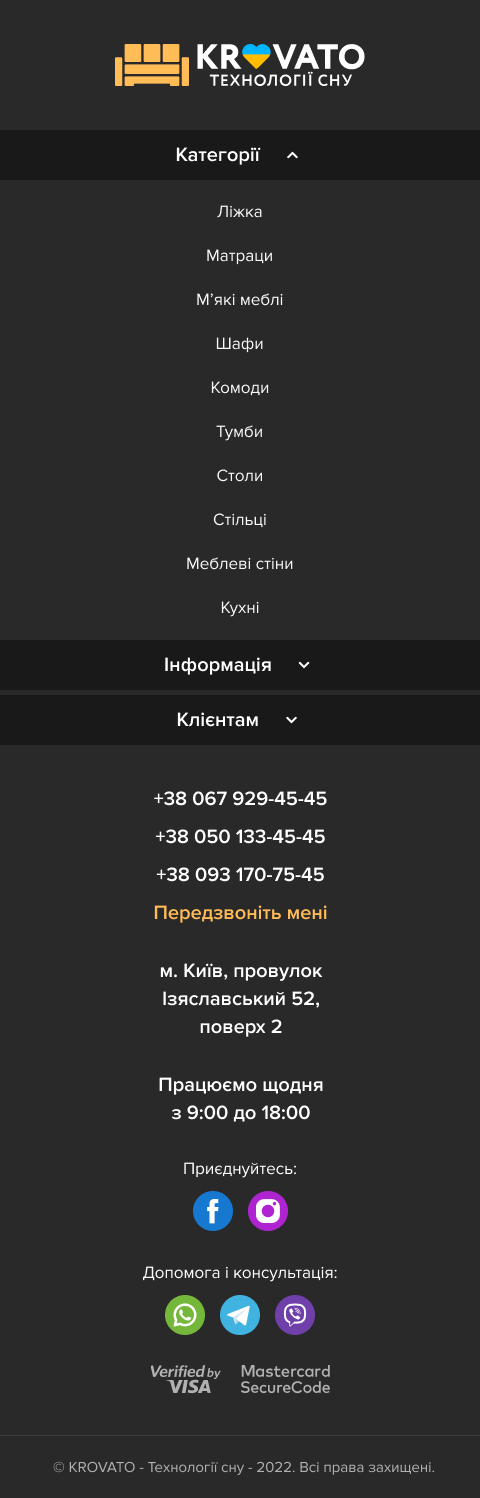 KROVATO
ТЕХНОЛОГІЇ СНУ
Категорії
Ліжка
Матраци
М'які меблі
Шафи
Комоди
Тумби
Столи
Стільці
Меблеві стіни
Кухні
Інформація
Клієнтам
+38 067 929-45-45
+38 050 133-45-45
+38 093 170-75-45
Передзвоніть мені
м. Київ, провулок
Ізяславський 52,
поверх 2
Працюємо щодня
з 9:00 до 18:00
Приєднуйтесь:
Допомога і консультація:
Verified by
VISA
Mastercard
SecureCode
© KROVATO - Технології сну - 2022. Всі права захищені.